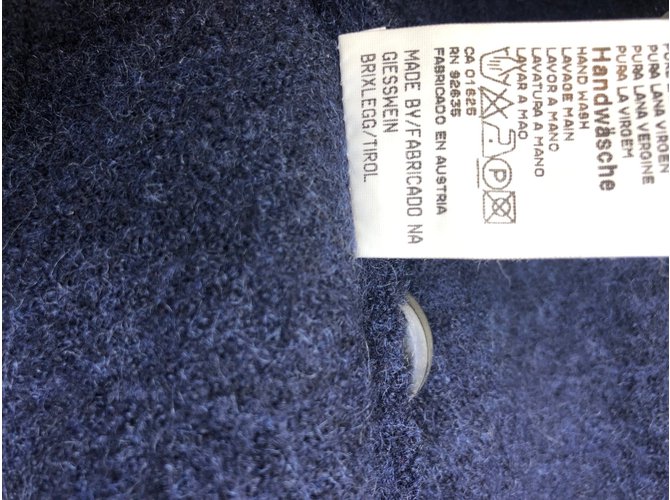 PURA LANA VIRGEN
PURA LANA VERGINE
PURA LA VIRGEM
Handwäsche
HAND WASH
LAVAGE MAIN
LAVOR A MANO
LAVATURA A MANO
LAVAR A MAO
P
CA 01625
RN 92635
FABRICADO EN AUSTRIA
MADE BY/FABRICADO NA
GIESSWEIN
BRIXLEGG/TIROL